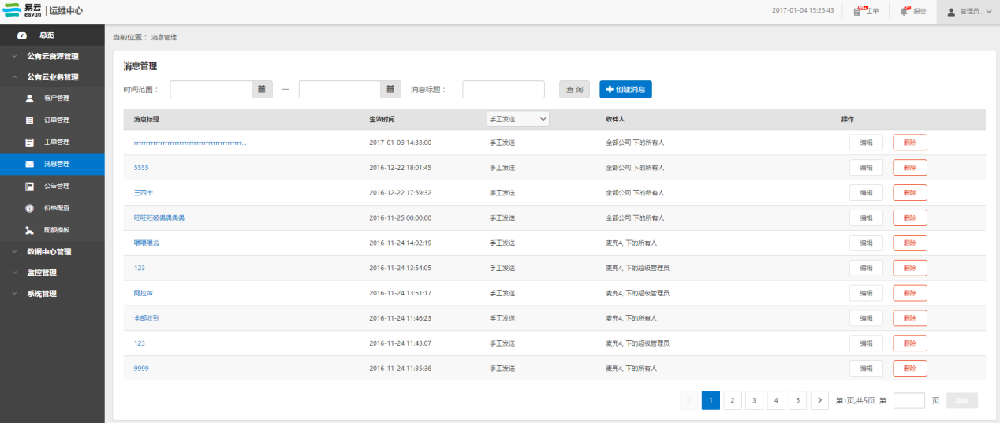 易云 eayun 运维中心
2017-01-04 15:25:43 99+ 工单 21 报警 管理员...
总览
公有云资源管理
公有云业务管理
客户管理
订单管理
工单管理
消息管理
公告管理
价格配置
配额模板
数据中心管理
监控管理
系统管理
当前位置： 消息管理
消息管理
时间范围： — 消息标题： 查 询 创建消息
消息标题 生效时间 手工发送 收件人 操作
2017-01-03 14:33:00 手工发送 全部公司 下的所有人 编辑 删除
5555 2016-12-22 18:01:45 手工发送 全部公司 下的所有人 编辑 删除
三四十 2016-12-22 17:59:32 手工发送 全部公司 下的所有人 编辑 删除
旺旺旺破偶偶偶偶 2016-11-25 00:00:00 手工发送 全部公司 下的所有人 编辑 删除
喂喂喂翁 2016-11-24 14:02:19 手工发送 麦兜4, 下的所有人 编辑 删除
123 2016-11-24 13:54:05 手工发送 麦兜4, 下的超级管理员 编辑 删除
阿拉苗 2016-11-24 13:51:17 手工发送 麦兜4, 下的超级管理员 编辑 删除
全部收到 2016-11-24 11:46:23 手工发送 麦兜4, 下的所有人 编辑 删除
123 2016-11-24 11:43:07 手工发送 麦兜4, 下的超级管理员 编辑 删除
9999 2016-11-24 11:35:36 手工发送 麦兜4, 下的所有人 编辑 删除
1 2 3 4 5 第1页,共5页 第 页 跳转